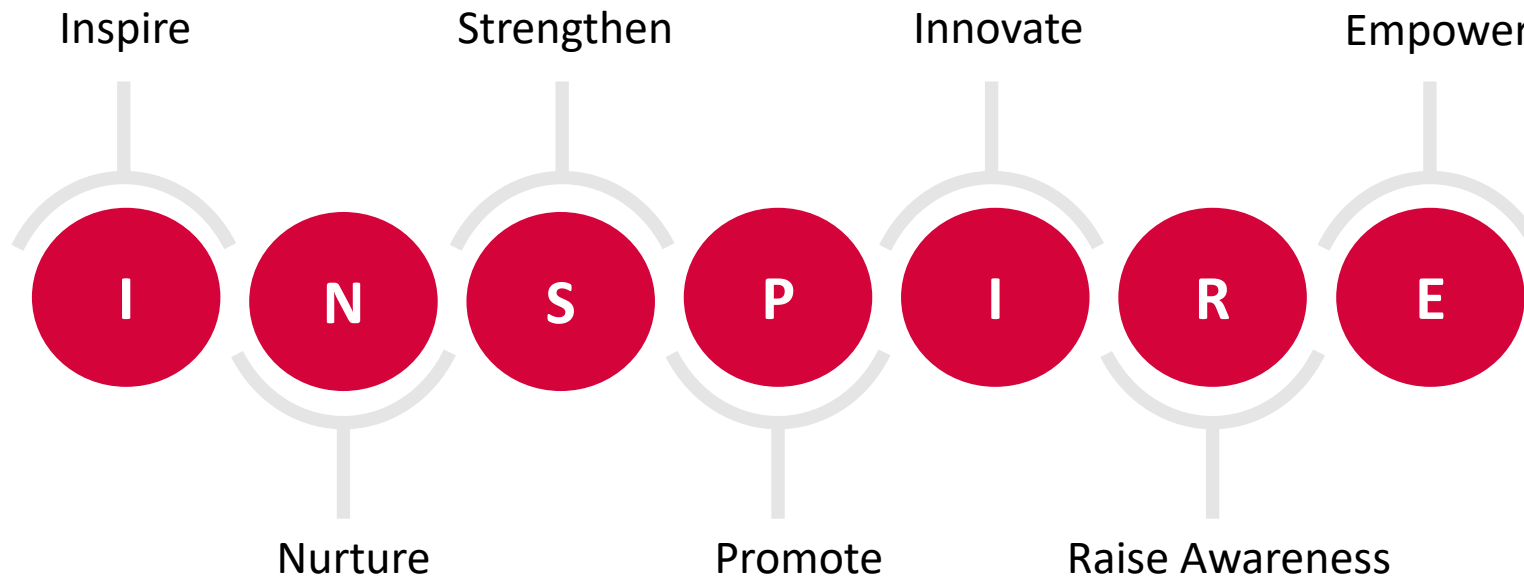 Inspire Strengthen Innovate Empower
I N S P I R E
Nurture Promote Raise Awareness